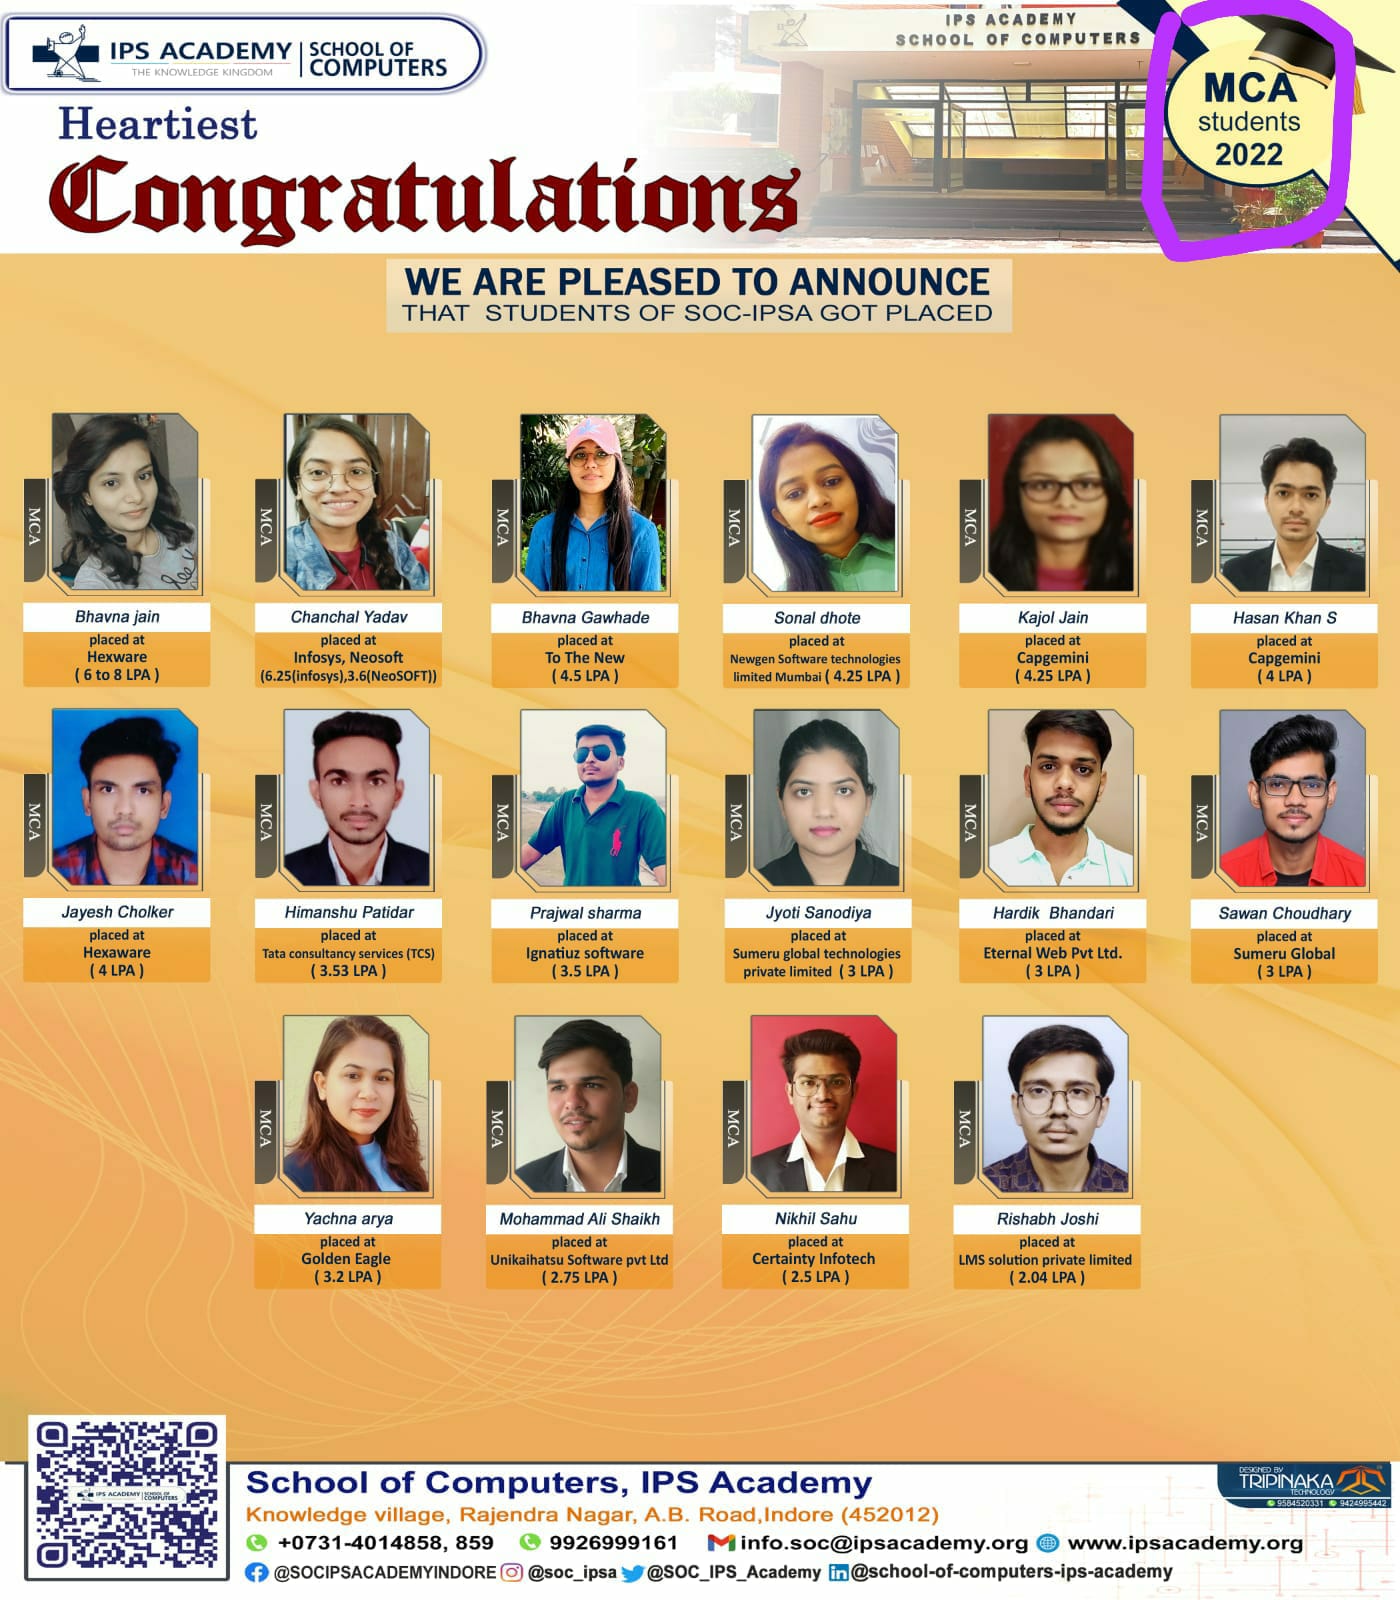 IPS ACADEMY
THE KNOWLEDGE KINGDOM
SCHOOL OF
COMPUTERS
IPS ACADEMY
SCHOOL OF COMPUTERS
MCA
students
2022
Heartiest
Congratulations
WE ARE PLEASED TO ANNOUNCE
THAT STUDENTS OF SOC-IPSA GOT PLACED
MCA
Bhavna jain
placed at
Hexware
( 6 to 8 LPA )
MCA
Chanchal Yadav
placed at
Infosys, Neosoft
(6.25(infosys),3.6(NeoSOFT))
MCA
Bhavna Gawhade
placed at
To The New
( 4.5 LPA )
MCA
Sonal dhote
placed at
Newgen Software technologies
limited Mumbai ( 4.25 LPA )
MCA
Kajol Jain
placed at
Capgemini
( 4.25 LPA )
MCA
Hasan Khan S
placed at
Capgemini
( 4 LPA )
MCA
Jayesh Cholker
placed at
Hexaware
( 4 LPA )
MCA
Himanshu Patidar
placed at
Tata consultancy services (TCS)
( 3.53 LPA )
MCA
Prajwal sharma
placed at
Ignatiuz software
( 3.5 LPA )
MCA
Jyoti Sanodiya
placed at
Sumeru global technologies
private limited ( 3 LPA )
MCA
Hardik Bhandari
placed at
Eternal Web Pvt Ltd.
( 3 LPA )
MCA
Sawan Choudhary
placed at
Sumeru Global
( 3 LPA )
MCA
Yachna arya
placed at
Golden Eagle
( 3.2 LPA )
MCA
Mohammad Ali Shaikh
placed at
Unikaihatsu Software pvt Ltd
( 2.75 LPA )
MCA
Nikhil Sahu
placed at
Certainty Infotech
( 2.5 LPA )
MCA
Rishabh Joshi
placed at
LMS solution private limited
( 2.04 LPA )
IPS ACADEMY SCHOOL OF COMPUTERS
School of Computers, IPS Academy
Knowledge village, Rajendra Nagar, A.B. Road,Indore (452012)
+0731-4014858, 859 9926999161 info.soc@ipsacademy.org www.ipsacademy.org
@SOCIPSACADEMYINDORE @soc_ipsa @SOC_IPS_Academy @school-of-computers-ips-academy
DESIGNED BY
TRIPINAKA
TECHNOLOGY
9584520331 9424995442